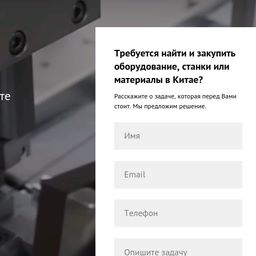 Требуется найти и закупить
оборудование, станки или
материалы в Китае?
те
Расскажите о задаче, которая перед Вами
стоит. Мы предложим решение.
Имя
Email
Телефон
Опишите задачу